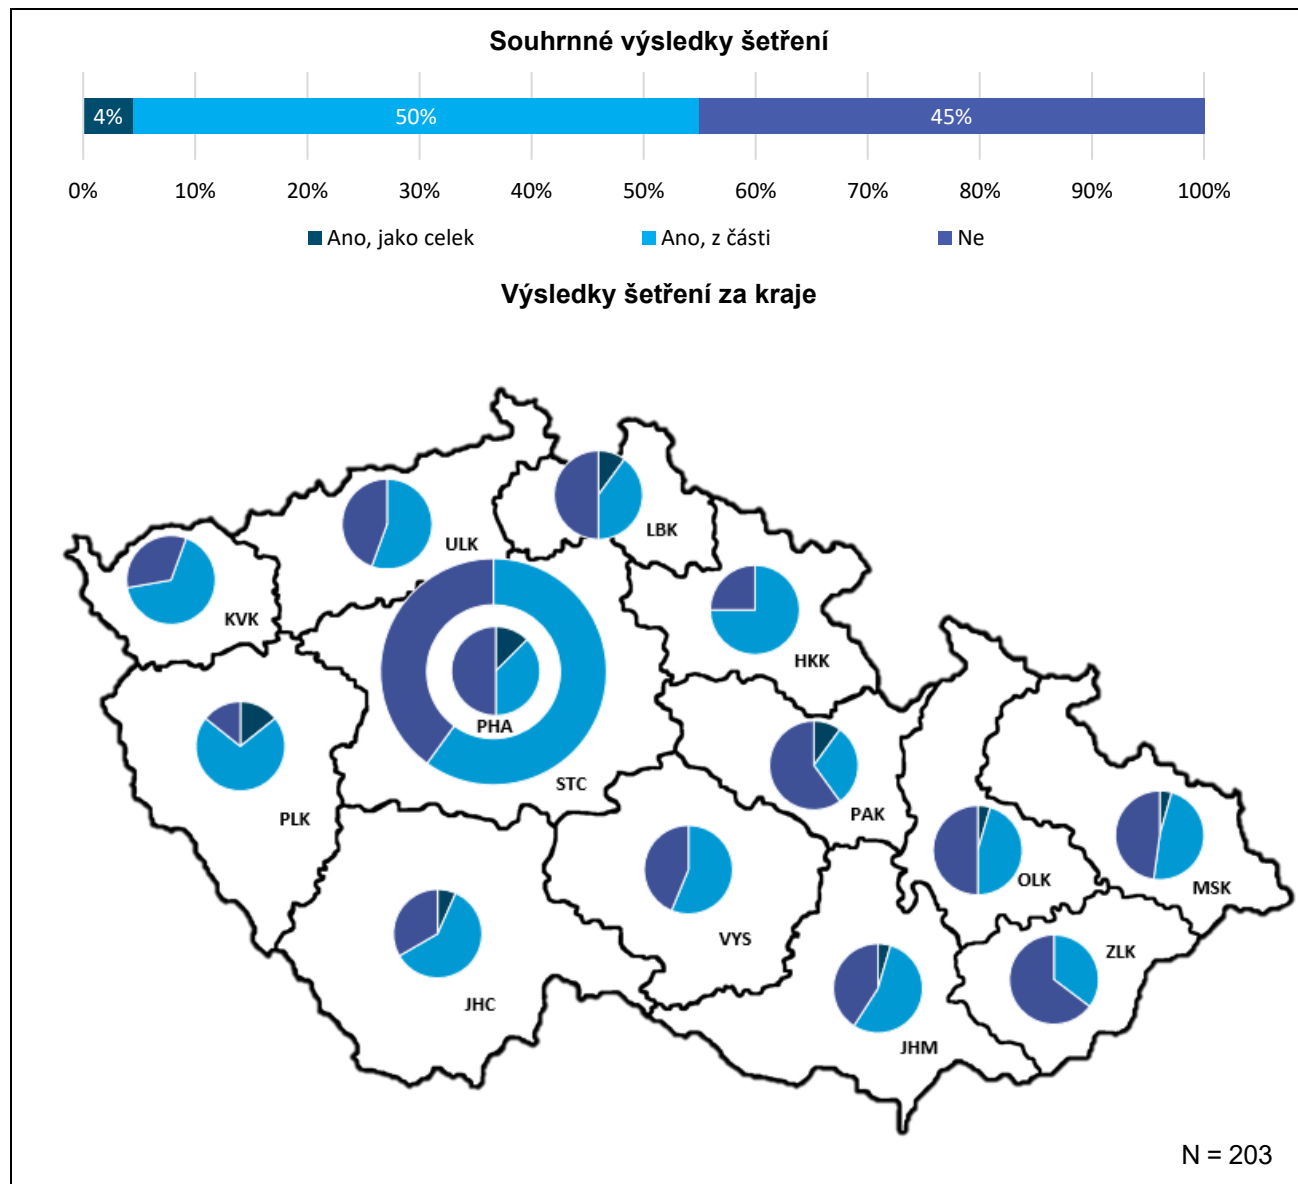 Souhrnné výsledky šetření
4% 50% 45%
0% 10% 20% 30% 40% 50% 60% 70% 80% 90% 100%
Ano, jako celek Ano, z části Ne
Výsledky šetření za kraje
LBK
ULK
KVK
HKK
PHA
STC
PLK
PAK
OLK
MSK
VYS
ZLK
JHC
JHM
N = 203